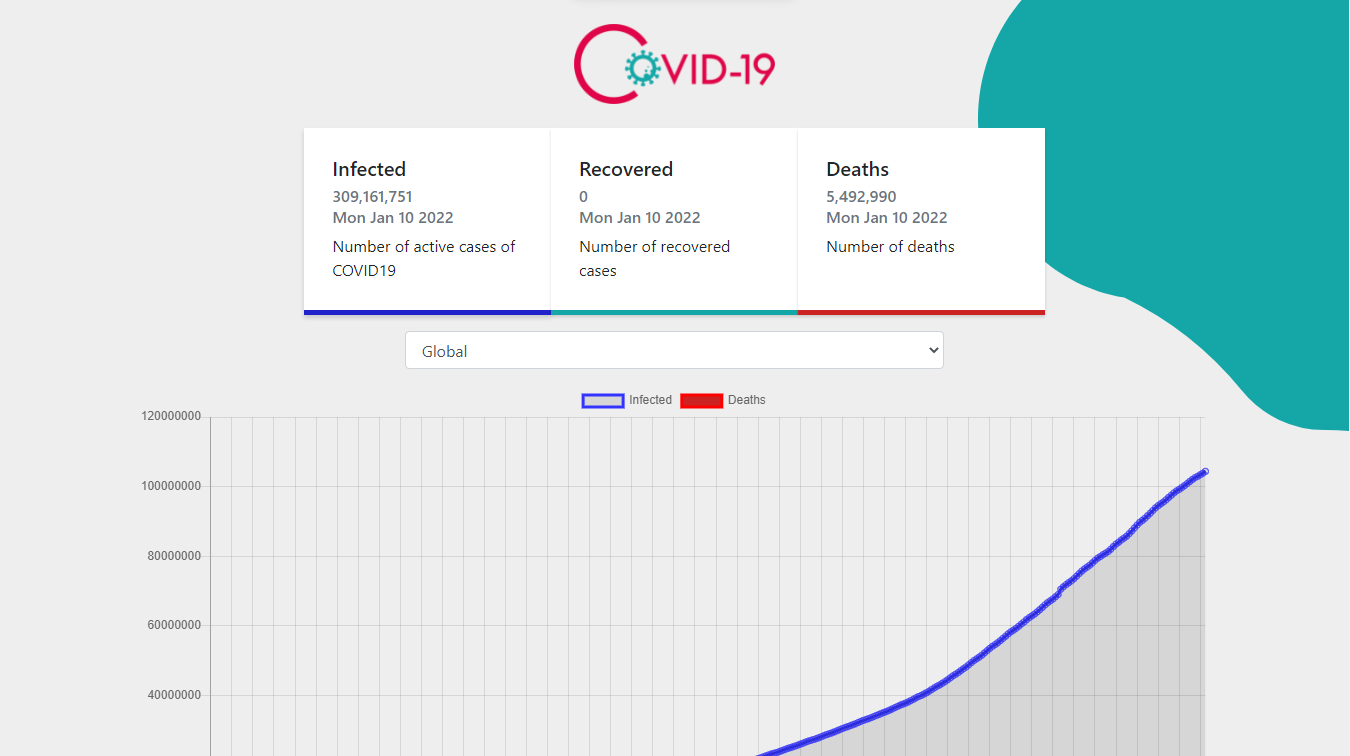 COVID-19
Infected
309,161,751
Mon Jan 10 2022
Number of active cases of
COVID19
Recovered
0
Mon Jan 10 2022
Number of recovered
cases
Deaths
5,492,990
Mon Jan 10 2022
Number of deaths
Global
Infected Deaths
120000000
100000000
80000000
60000000
40000000